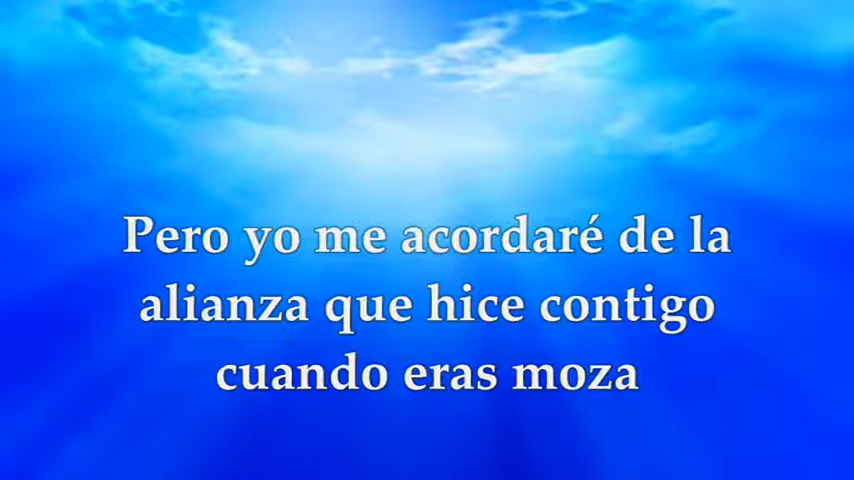 Pero yo me acordaré de la
alianza que hice contigo
cuando eras moza